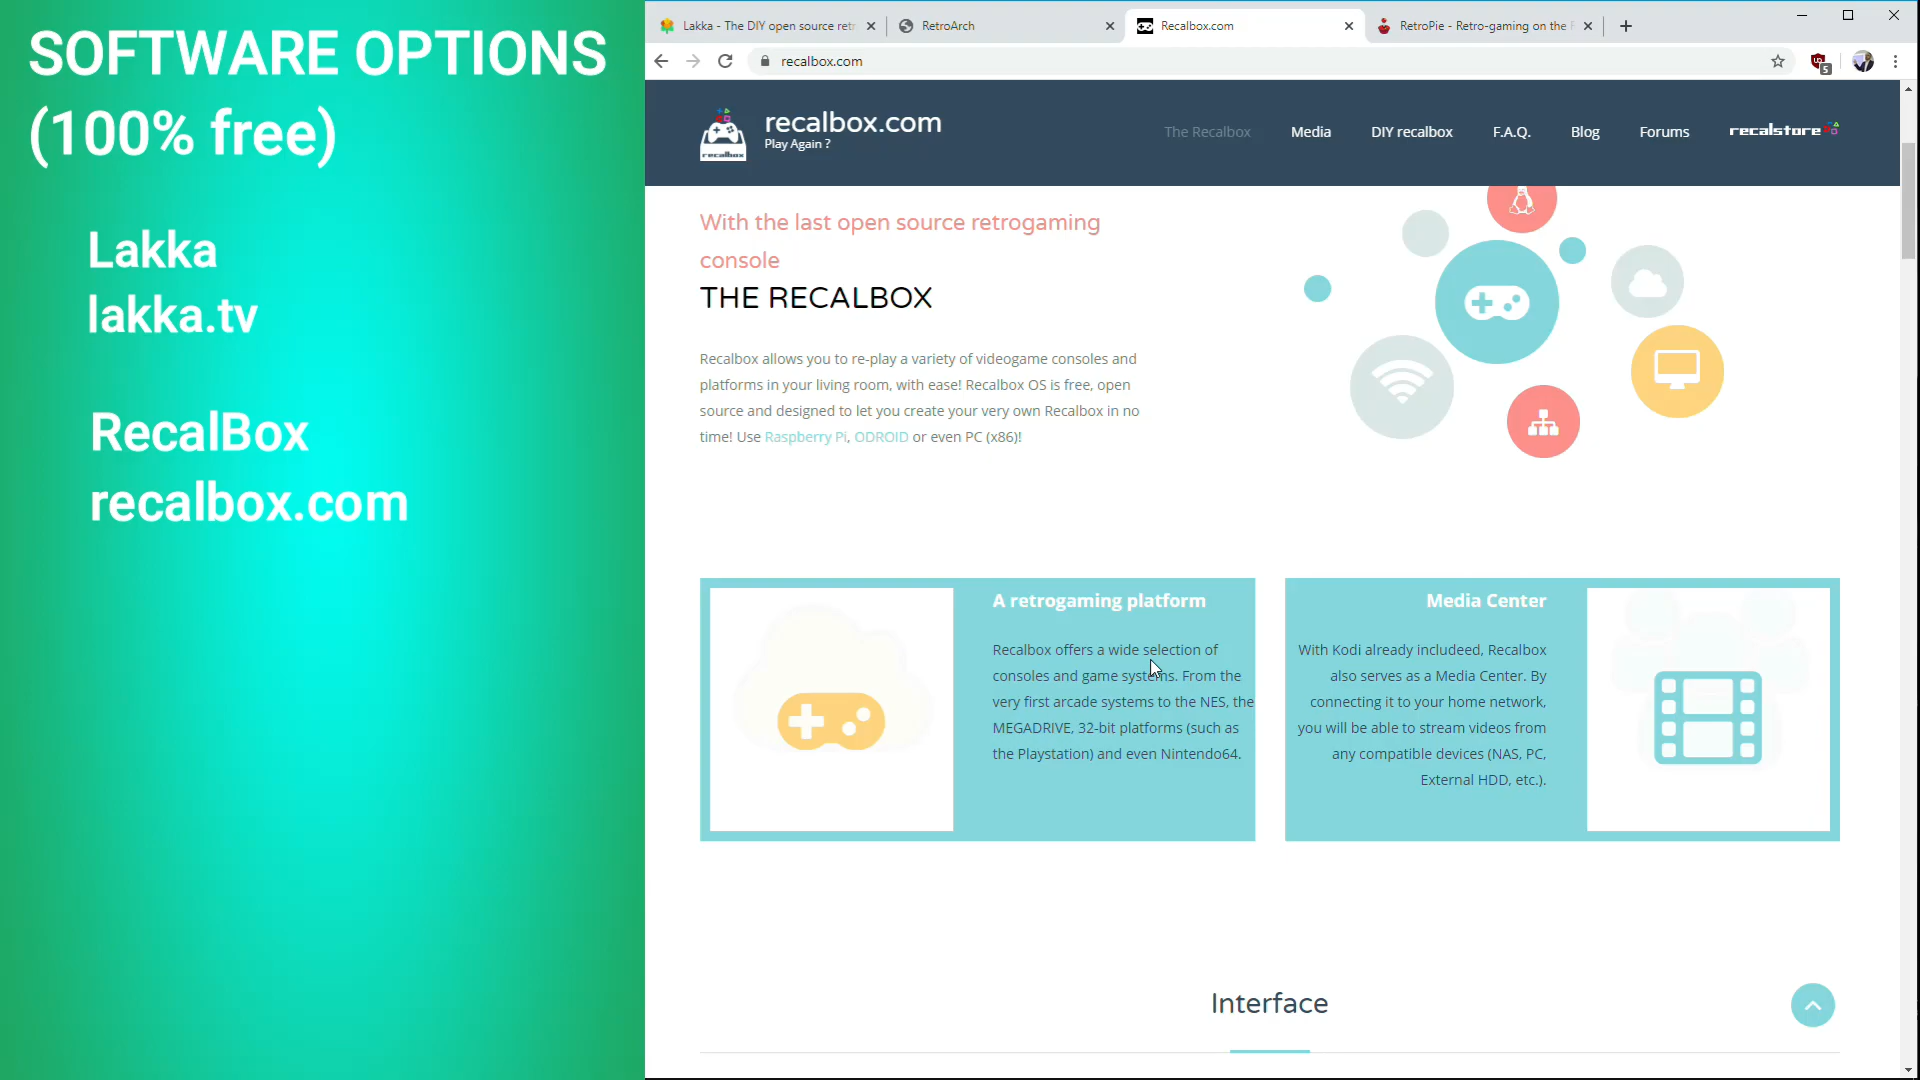 SOFTWARE OPTIONS
(100% free)
Lakka
lakka.tv
RecalBox
recalbox.com
Lakka - The DIY open source retr
RetroArch
Recalbox.com
RetroPie - Retro-gaming on the R
recalbox.com
5
recalbox
recalbox.com
Play Again ?
The Recalbox
Media
DIY recalbox
F.A.Q.
Blog
Forums
recalstore
With the last open source retrogaming
console
THE RECALBOX
Recalbox allows you to re-play a variety of videogame consoles and
platforms in your living room, with ease! Recalbox OS is free, open
source and designed to let you create your very own Recalbox in no
time! Use Raspberry Pi, ODROID or even PC (x86)!
A retrogaming platform
Recalbox offers a wide selection of
consoles and game systems. From the
very first arcade systems to the NES, the
MEGADRIVE, 32-bit platforms (such as
the Playstation) and even Nintendo64.
Media Center
With Kodi already includeed, Recalbox
also serves as a Media Center. By
connecting it to your home network,
you will be able to stream videos from
any compatible devices (NAS, PC,
External HDD, etc.).
Interface